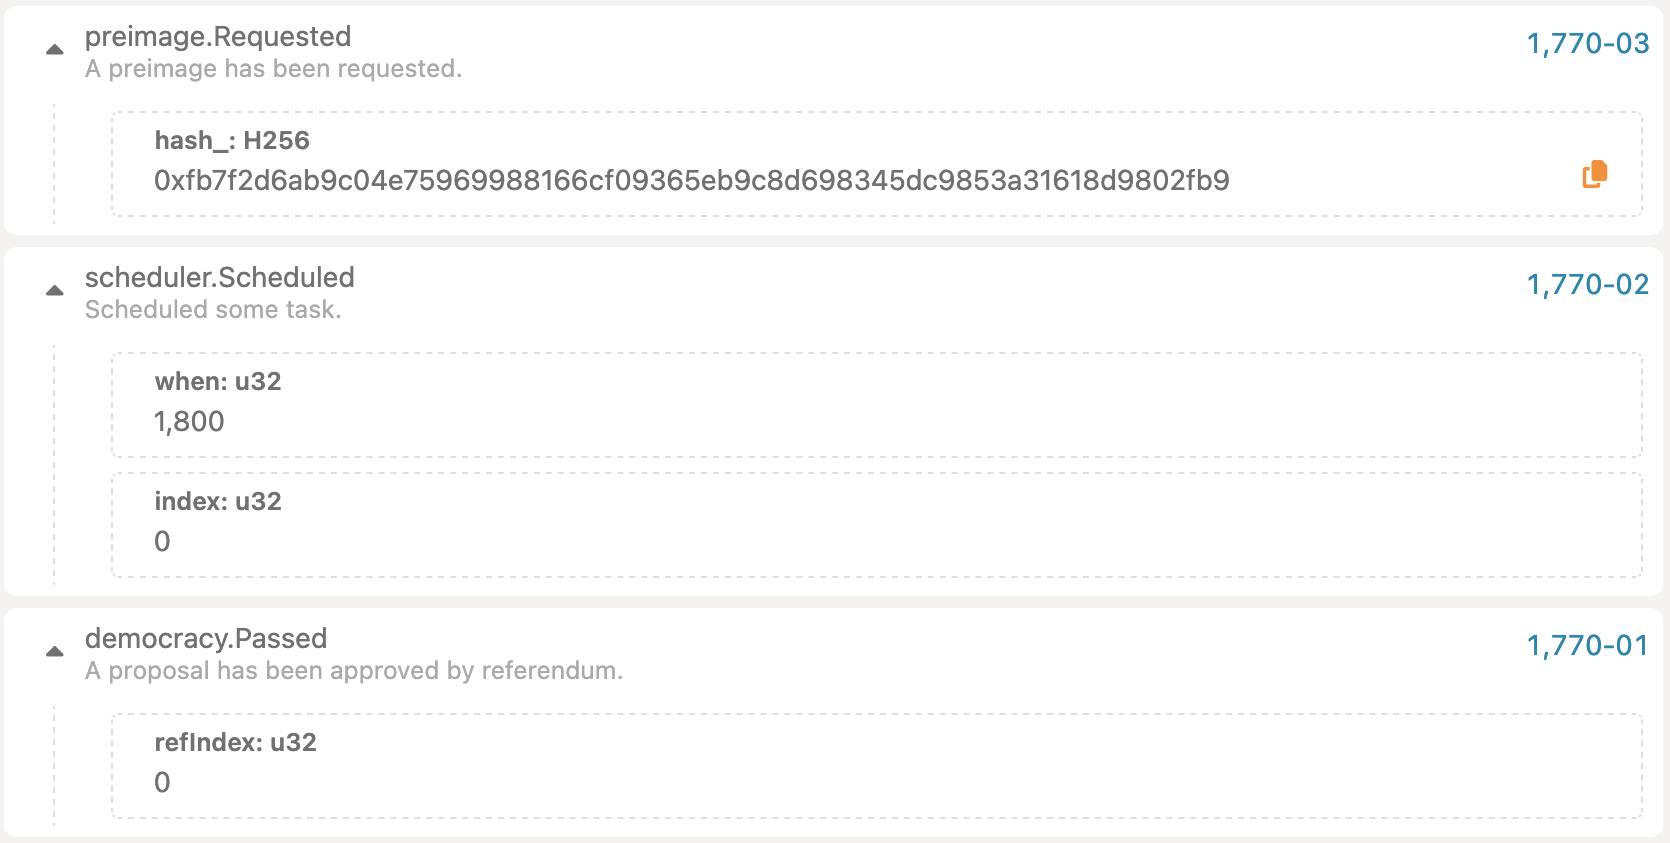 preimage.Requested
1,770-03
A preimage has been requested.
hash_: H256
0xfb7f2d6ab9c04e75969988166cf09365eb9c8d698345dc9853a31618d9802fb9
scheduler.Scheduled
1,770-02
Scheduled some task.
when: u32
1,800
index: u32
0
democracy.Passed
1,770-01
A proposal has been approved by referendum.
refIndex: u32
0